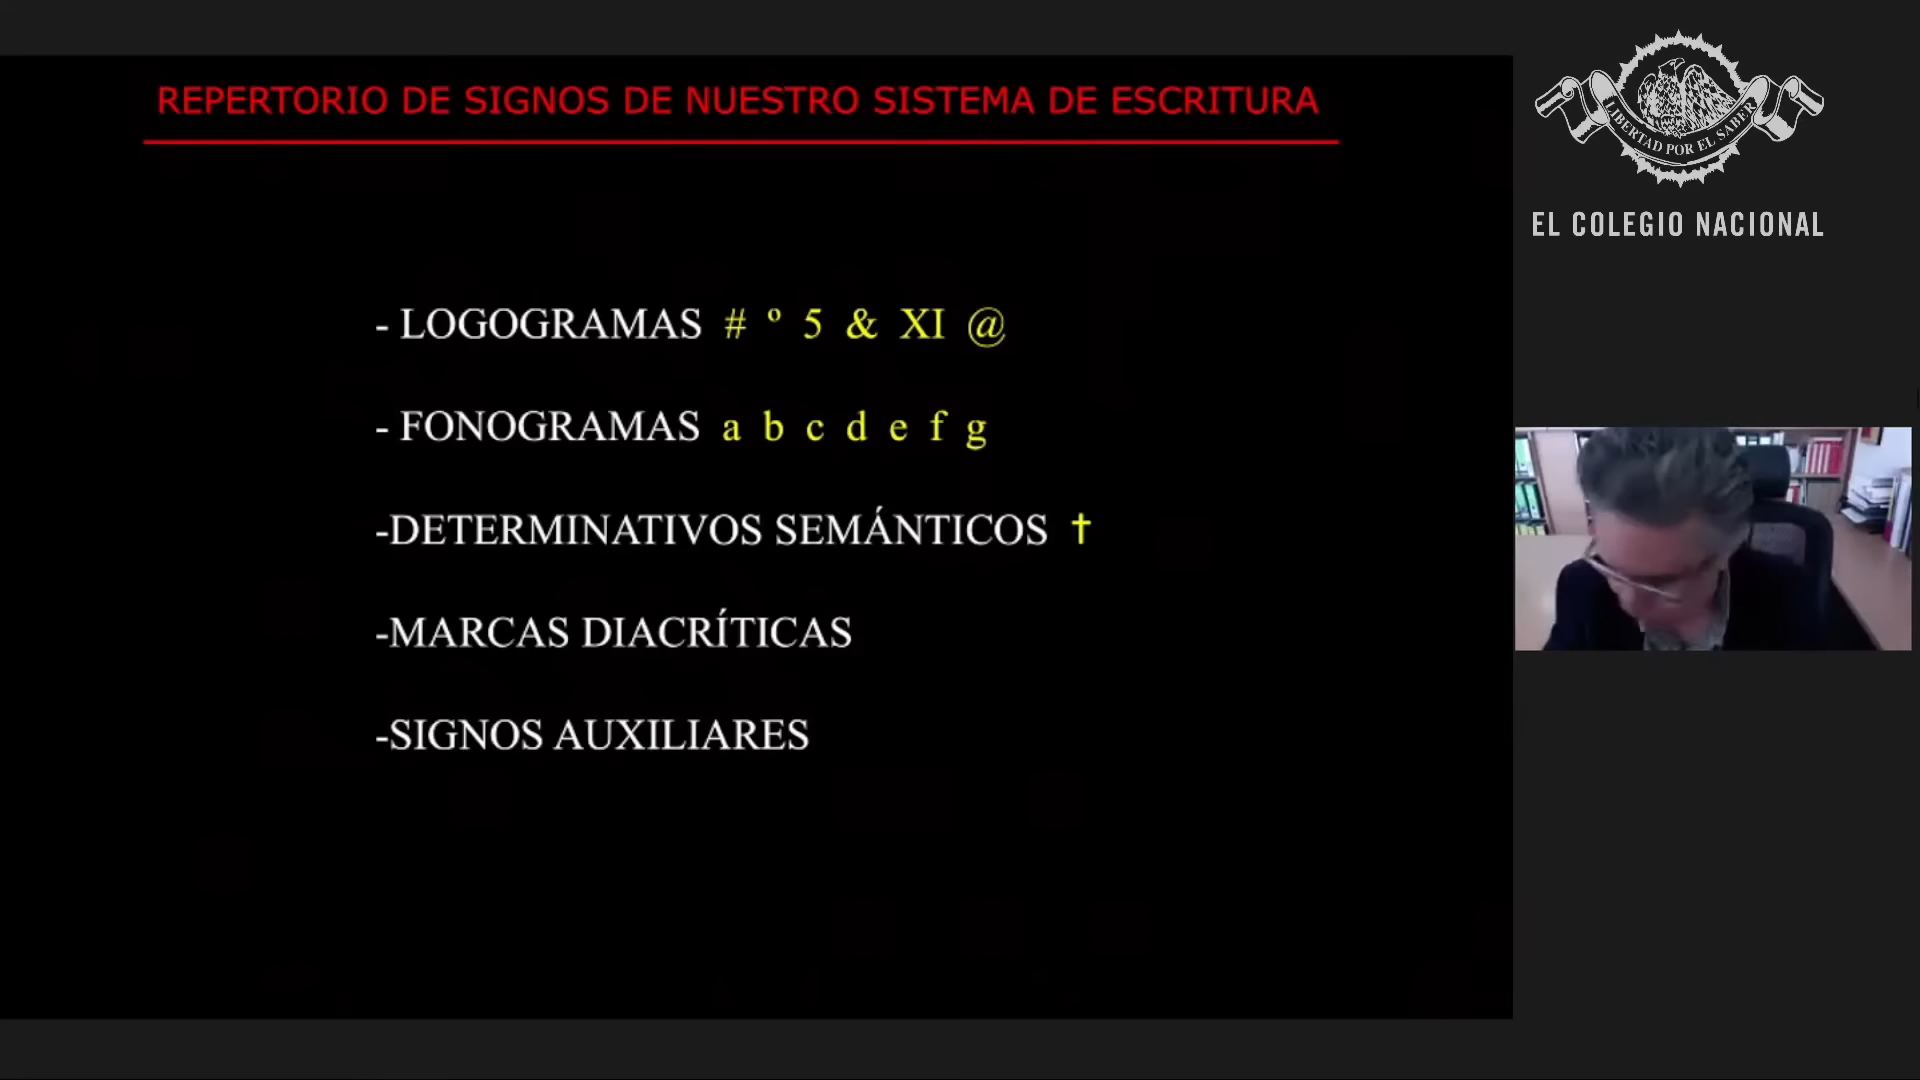 REPERTORIO DE SIGNOS DE NUESTRO SISTEMA DE ESCRITURA
- LOGOGRAMAS # º 5 & XI @
- FONOGRAMAS a b c d e f g
-DETERMINATIVOS SEMÁNTICOS †
-MARCAS DIACRÍTICAS
-SIGNOS AUXILIARES
LIBERTAD POR EL SABER
EL COLEGIO NACIONAL